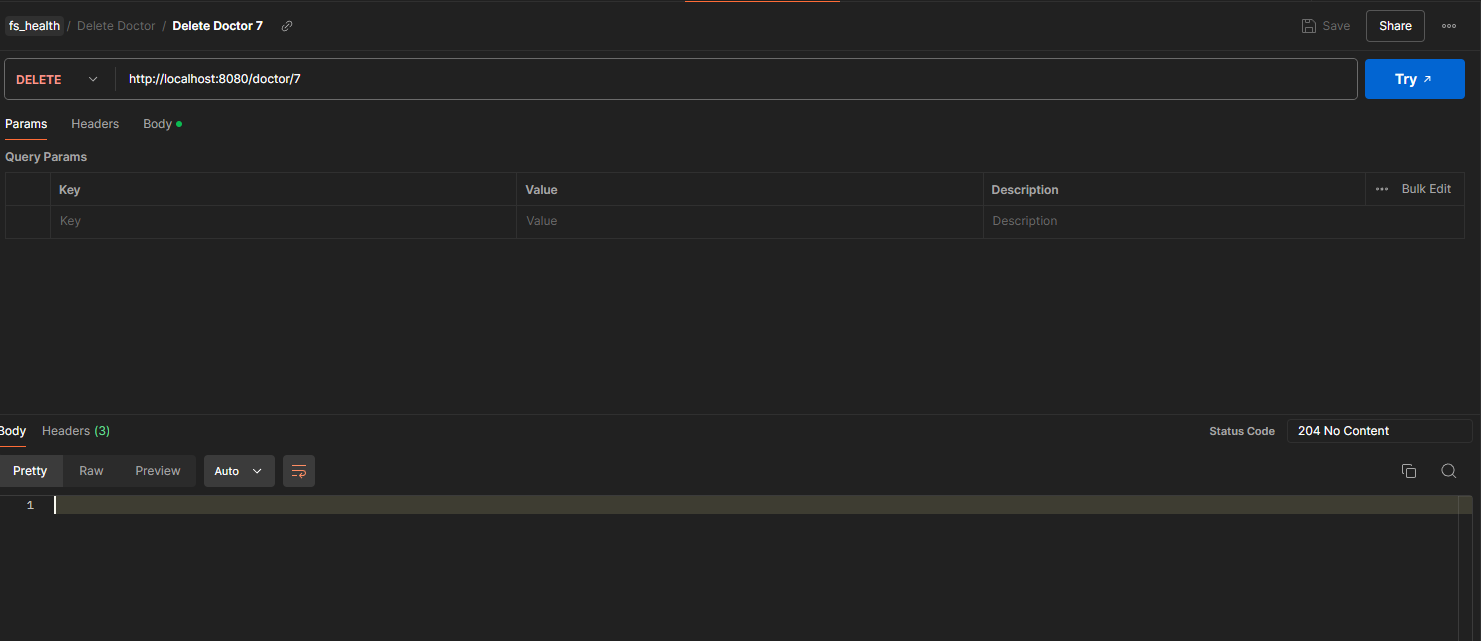 fs_health / Delete Doctor / Delete Doctor 7 Save Share
DELETE http://localhost:8080/doctor/7 Try
Params Headers Body
Query Params
Key Value Description Bulk Edit
Key Value Description
Body Headers (3) Status Code 204 No Content
Pretty Raw Preview Auto
1